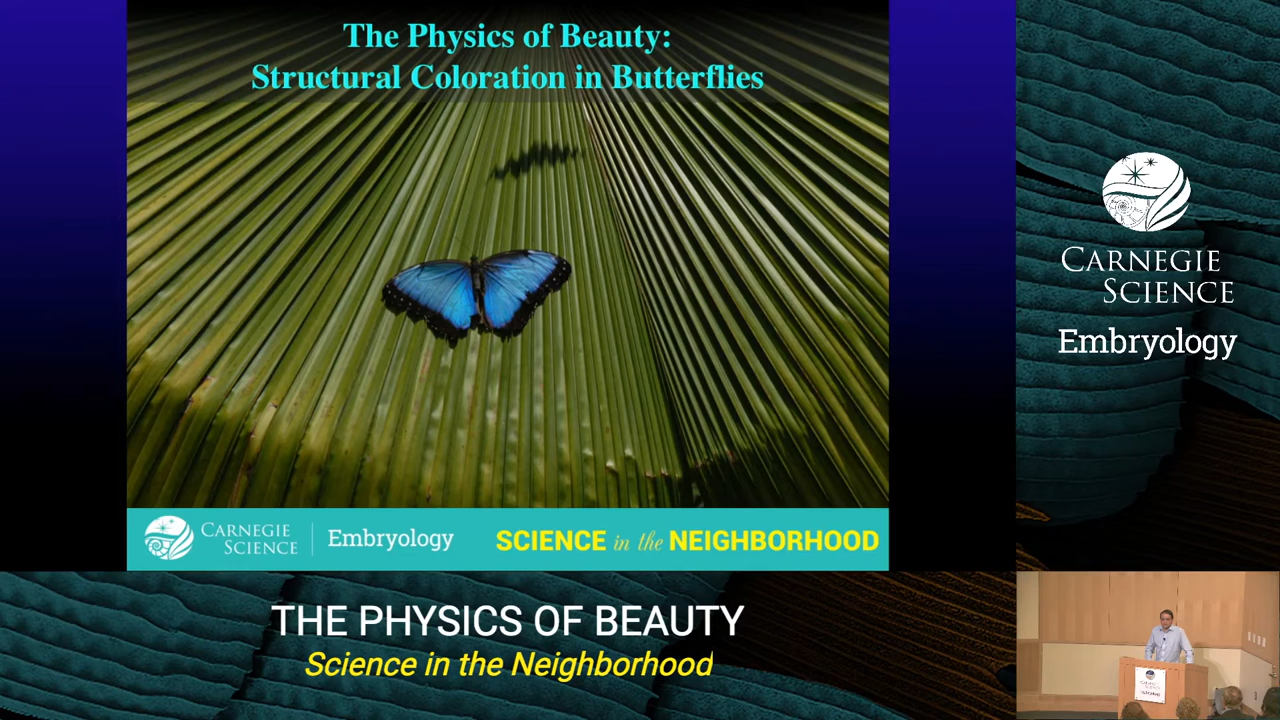 The Physics of Beauty:
Structural Coloration in Butterflies
CARNEGIE
SCIENCE
Embryology
SCIENCE in the NEIGHBORHOOD
THE PHYSICS OF BEAUTY
Science in the Neighborhood
CARNEGIE
SCIENCE
Embryology